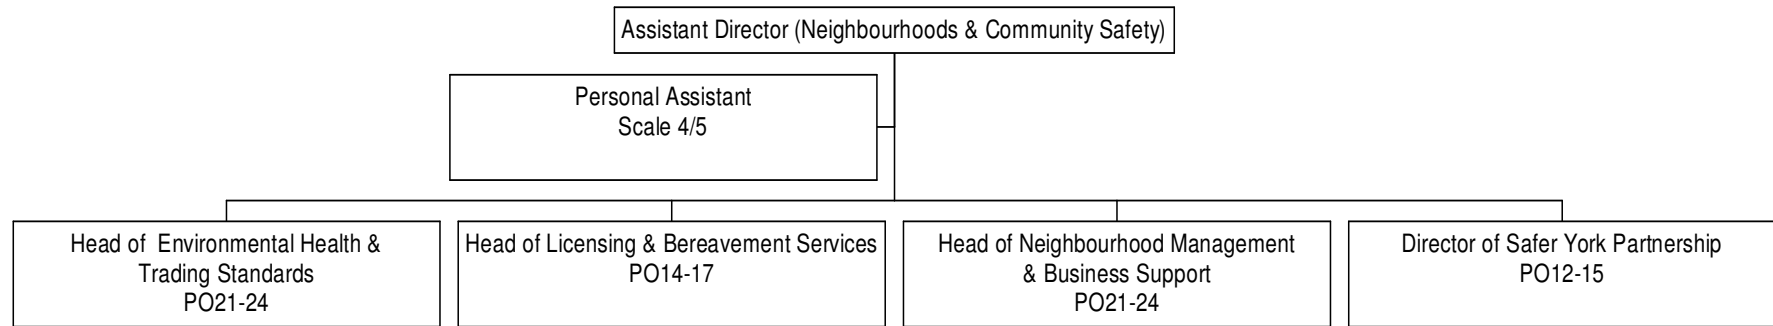 Assistant Director (Neighbourhoods & Community Safety)
Personal Assistant
Scale 4/5
Head of Environmental Health &
Trading Standards
PO21-24
Head of Licensing & Bereavement Services
PO14-17
Head of Neighbourhood Management
& Business Support
PO21-24
Director of Safer York Partnership
PO12-15